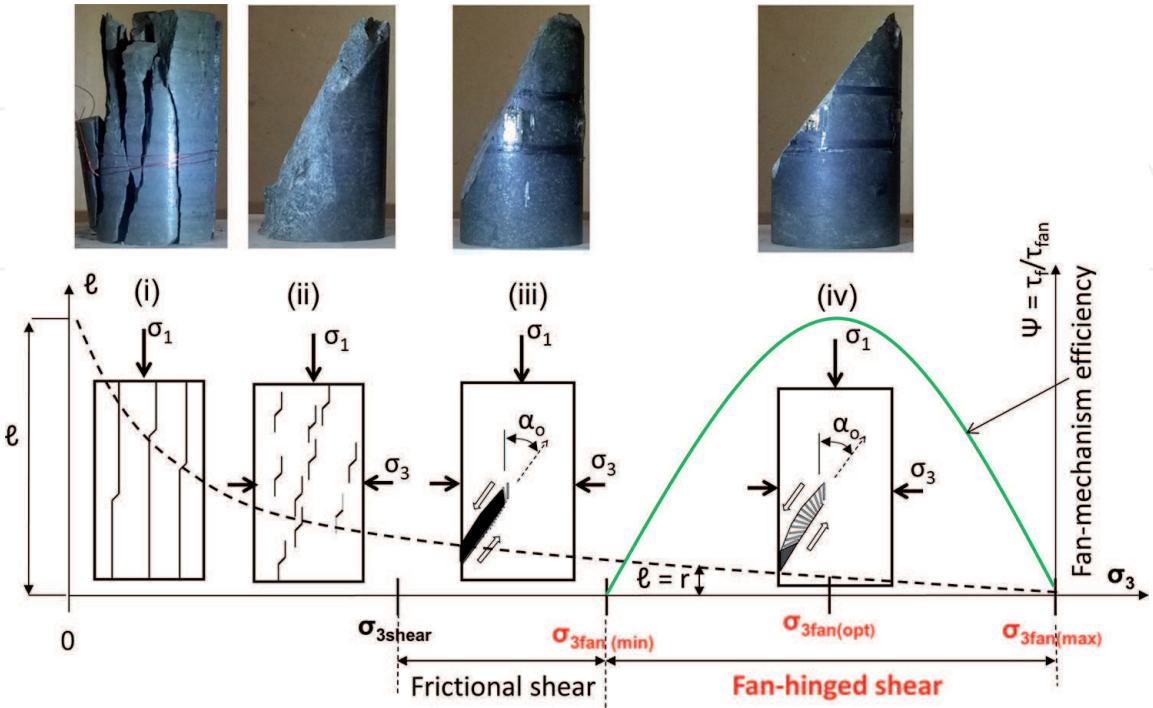 ℓ
(i)
(ii)
(iii)
(iv)
σ1
σ1
σ1
σ1
Ψ = τf/τfan
Fan-mechanism efficiency
ℓ
αo
αo
σ3
σ3
σ3
ℓ = r
σ3
0
σ3shear
σ3fan (min)
σ3fan(opt)
σ3fan(max)
Frictional shear
Fan-hinged shear